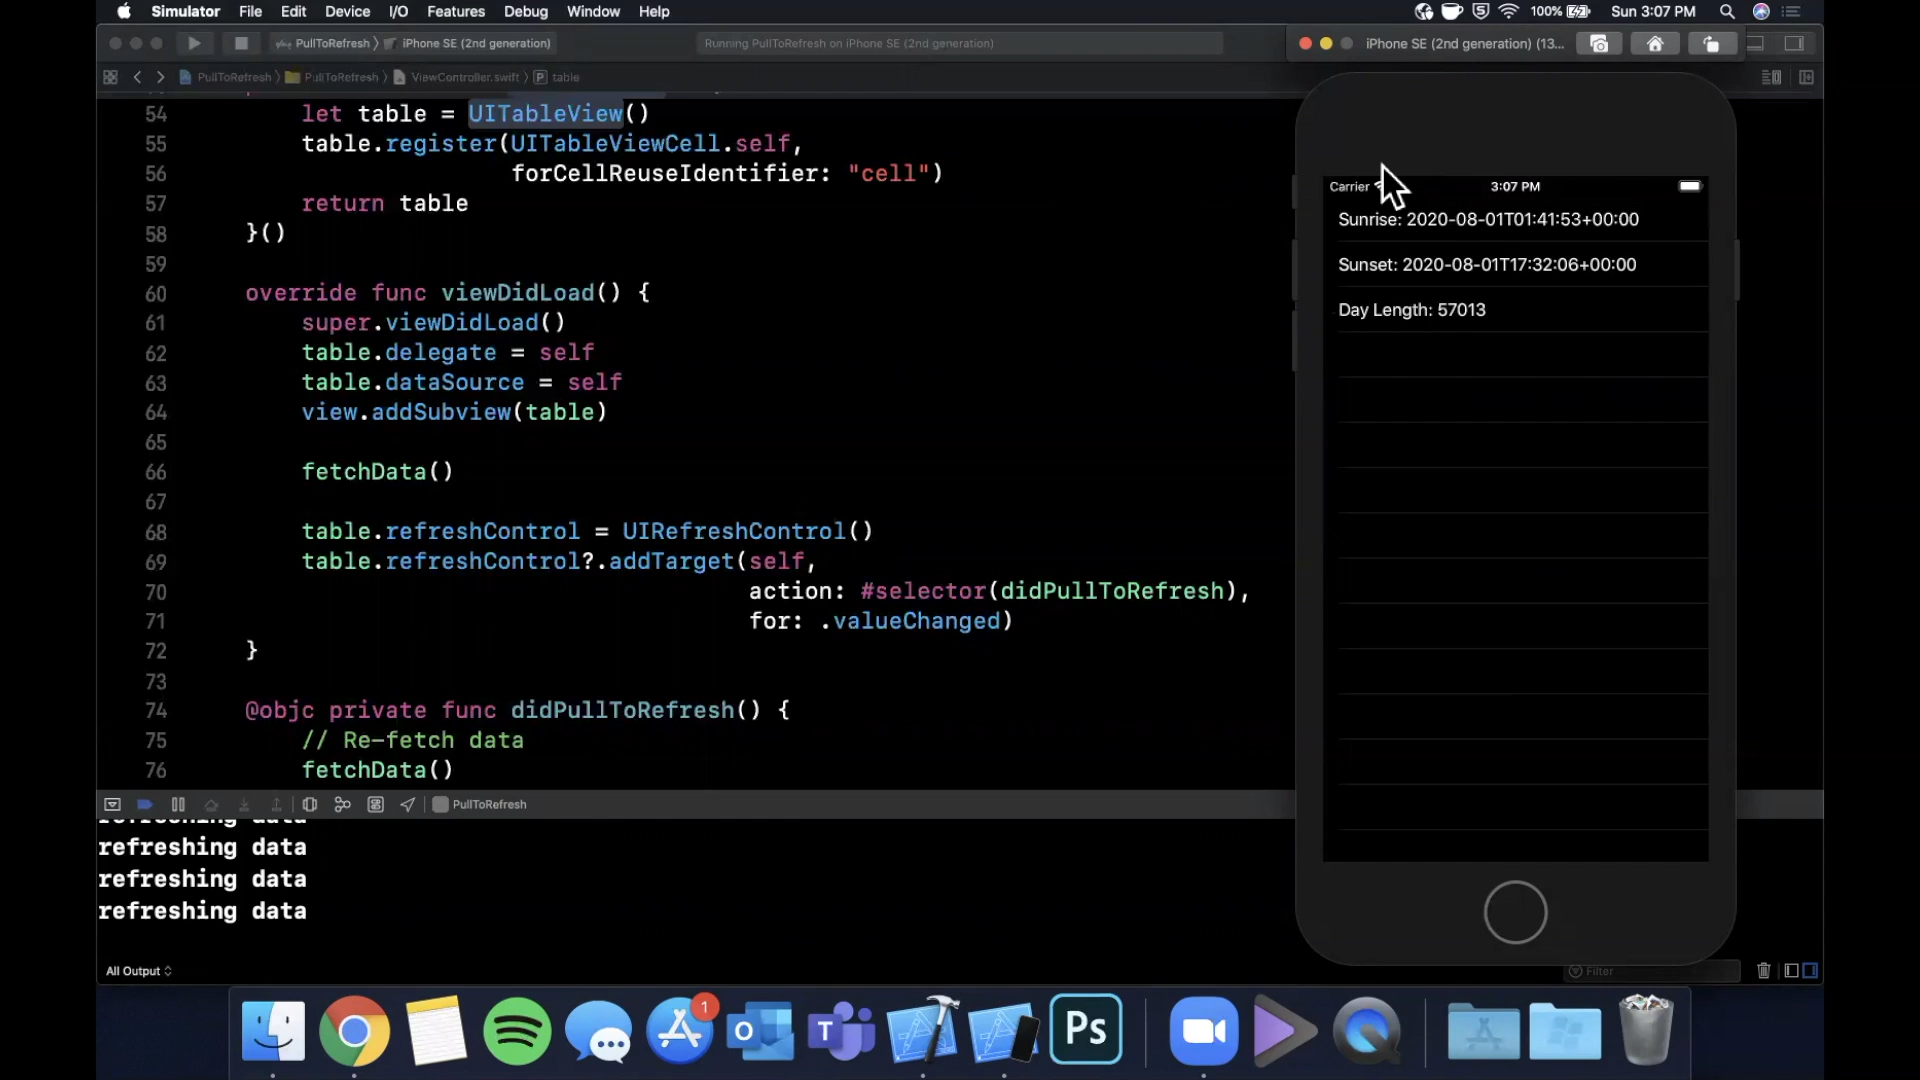 Simulator File Edit Device I/O Features Debug Window Help 100% Sun 3:07 PM
PullToRefresh iPhone SE (2nd generation) Running PullToRefresh on iPhone SE (2nd generation)
iPhone SE (2nd generation) (13...
PullToRefresh PullToRefresh ViewController.swift P table
54 let table = UITableView()
55 table.register(UITableViewCell.self,
56 forCellReuseIdentifier: "cell")
57 return table
58 }()
59
60 override func viewDidLoad() {
61 super.viewDidLoad()
62 table.delegate = self
63 table.dataSource = self
64 view.addSubview(table)
65
66 fetchData()
67
68 table.refreshControl = UIRefreshControl()
69 table.refreshControl?.addTarget(self,
70 action: #selector(didPullToRefresh),
71 for: .valueChanged)
72 }
73
74 @objc private func didPullToRefresh() {
75 // Re-fetch data
76 fetchData()
Carrier 3:07 PM
Sunrise: 2020-08-01T01:41:53+00:00
Sunset: 2020-08-01T17:32:06+00:00
Day Length: 57013
PullToRefresh
refreshing data
refreshing data
refreshing data
refreshing data
All Output
Filter
1
Ps